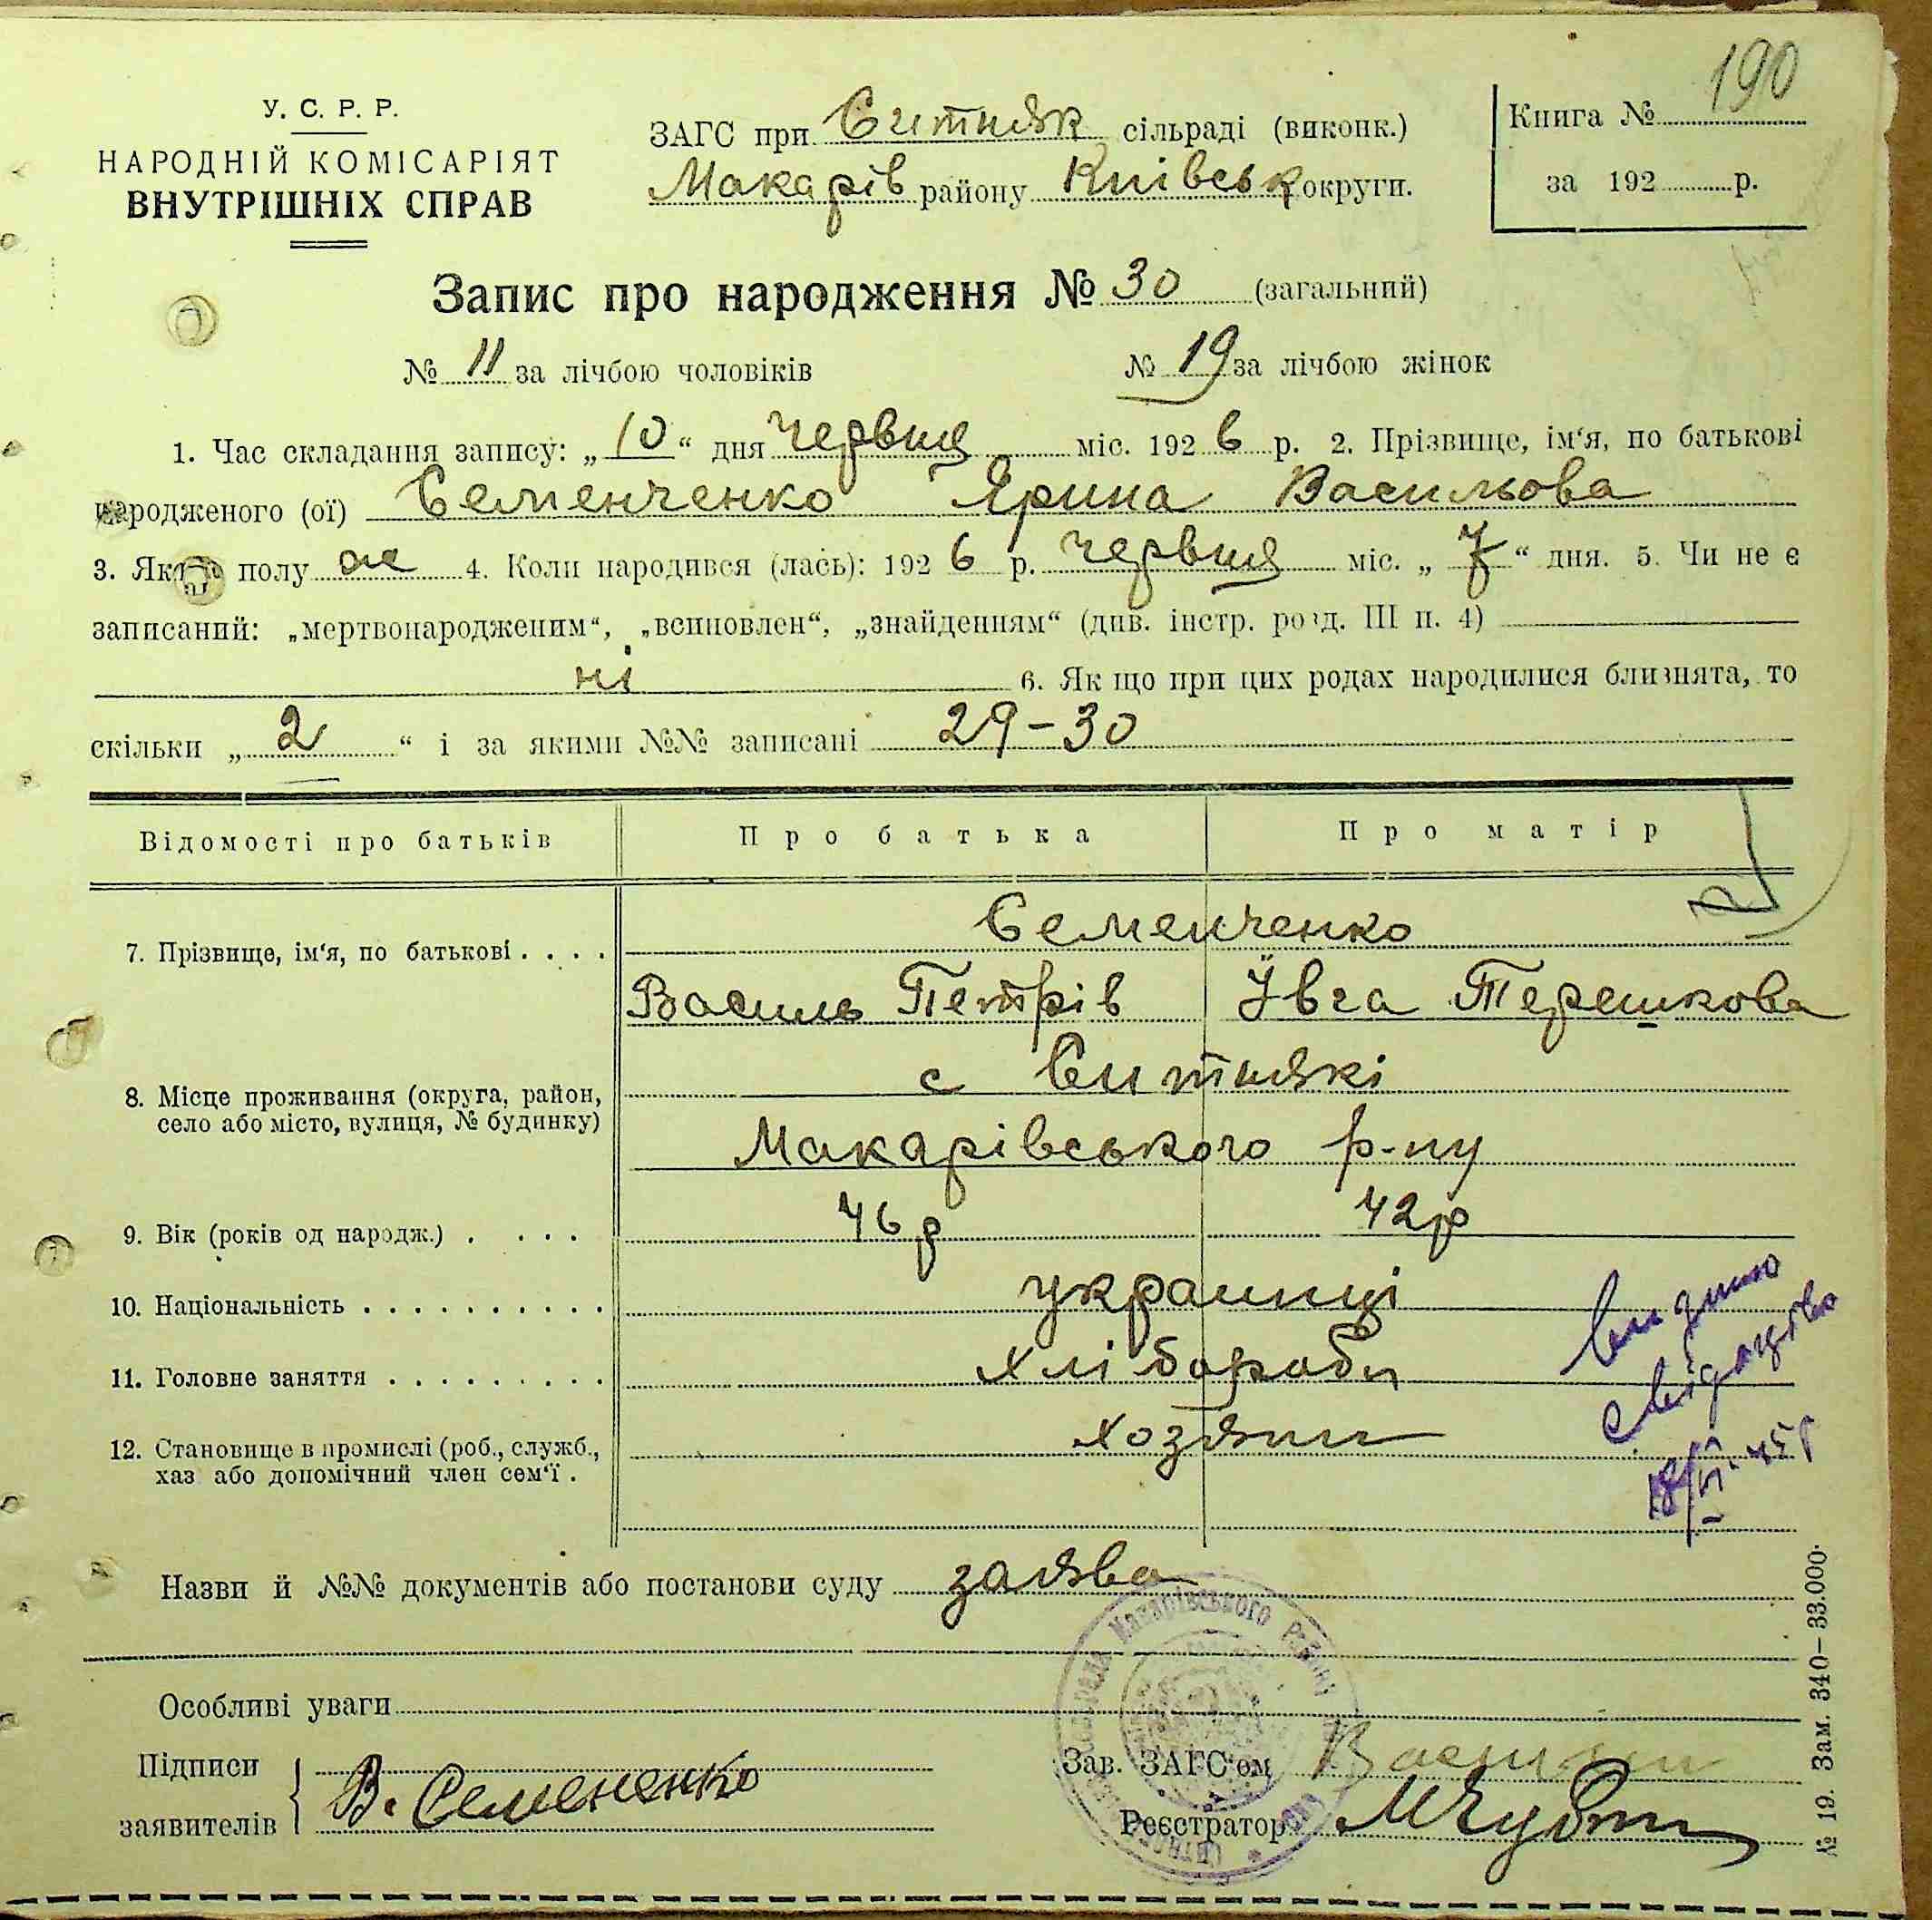 190
У. С. Р. Р.
НАРОДНІЙ КОМІСАРІЯТ
ВНУТРІШНІХ СПРАВ
ЗАГС при Ситняк сільраді (виконк.)
Макарів району Київськ округи.
Книга №
за 192 р.
Запис про народження № 30 (загальний)
№ 11 за лічбою чоловіків № 19 за лічбою жінок
1. Час складання запису: „10“ дня червця міс. 1926 р. 2. Прізвище, ім‘я, по батькові
народженого (ої) Семенченко Ярина Васильова
3. Якого полу ж 4. Коли народився (лась): 1926 р. червця міс. „7“ дня. 5. Чи не є
записаний: „мертвонародженим“, „всиновлен“, „знайденням“ (див. інстр. розд. III п. 4)
ні 6. Як що при цих родах народилися близнята, то
скільки „2“ і за якими №№ записані 29-30
Відомості про батьків Про батька Про матір
7. Прізвище, ім‘я, по батькові . . . . Семенченко
Василь Петрів Ївга Терешкова
8. Місце проживання (округа, район, село або місто, вулиця, № будинку) с Ситнякі
Макарівського р-ну
9. Вік (років од народж.) . . . . 46 р 42 р
10. Національність . . . . . . . . . . українці
11. Головне заняття . . . . . . . . . хлібороби
12. Становище в промислі (роб., служб., хаз або допомічний член сем‘ї . хозяїни
видано
свідоцтво
18/VI-45 р
Назви й №№ документів або постанови суду заява
Особливі уваги
Підписи
заявителів В. Семененко
Зав. ЗАГС‘ом
Реєстратор
Макарівського Району
№ 19. Зам. 340–33.000.